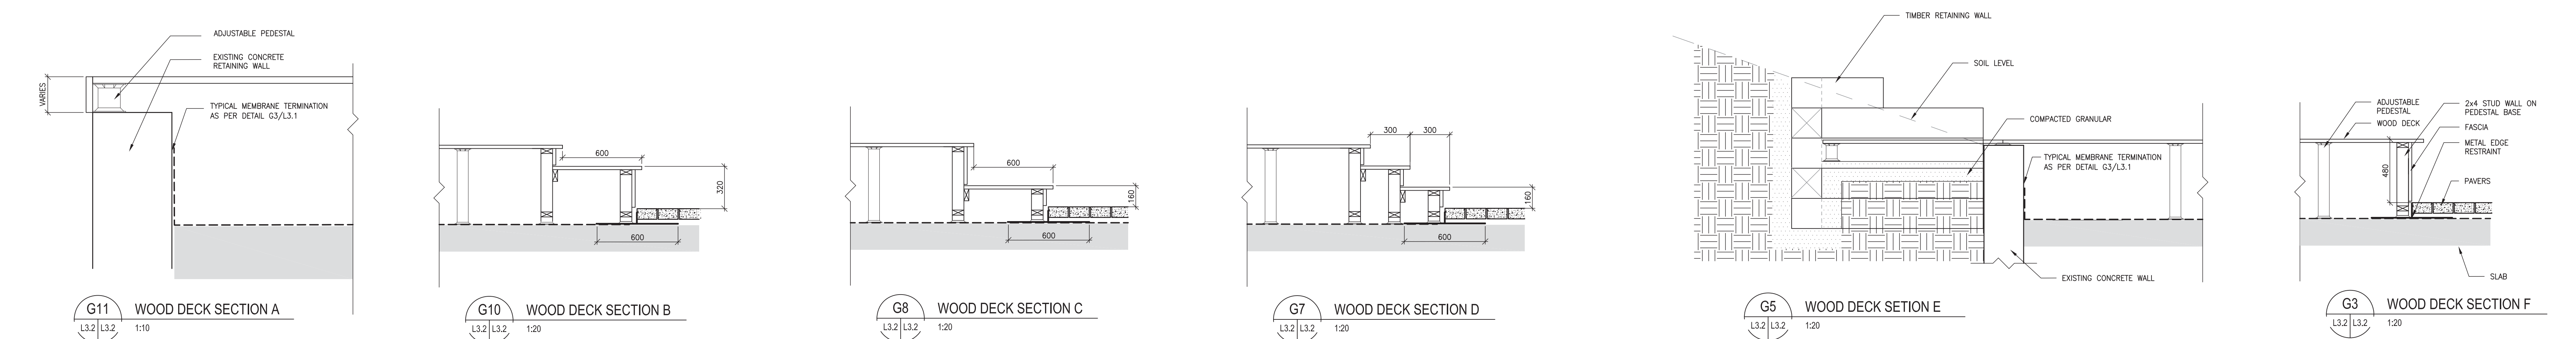 ADJUSTABLE PEDESTAL
EXISTING CONCRETE
RETAINING WALL
VARIES
TYPICAL MEMBRANE TERMINATION
AS PER DETAIL G3/L3.1
G11
WOOD DECK SECTION A
L3.2
L3.2
1:10
600
320
600
G10
WOOD DECK SECTION B
L3.2
L3.2
1:20
600
160
600
G8
WOOD DECK SECTION C
L3.2
L3.2
1:20
300
300
160
600
G7
WOOD DECK SECTION D
L3.2
L3.2
1:20
TIMBER RETAINING WALL
SOIL LEVEL
COMPACTED GRANULAR
TYPICAL MEMBRANE TERMINATION
AS PER DETAIL G3/L3.1
EXISTING CONCRETE WALL
G5
WOOD DECK SETION E
L3.2
L3.2
1:20
ADJUSTABLE
PEDESTAL
WOOD DECK
2x4 STUD WALL ON
PEDESTAL BASE
FASCIA
METAL EDGE
RESTRAINT
480
PAVERS
SLAB
G3
WOOD DECK SECTION F
L3.2
L3.2
1:20